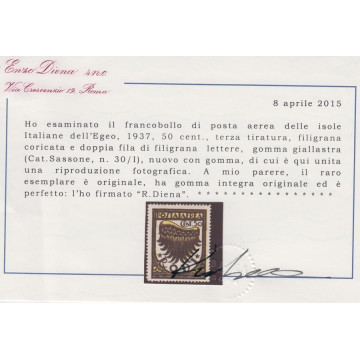 Enzo Diena s.n.c.
Via Crescenzio 19, Roma
8 aprile 2015
Ho esaminato il francobollo di posta aerea delle isole
Italiane dell'Egeo, 1937, 50 cent., terza tiratura, filigrana
coricata e doppia fila di filigrana lettere, gomma giallastra
(Cat.Sassone, n. 30/I), nuovo con gomma, di cui è qui unita
una riproduzione fotografica. A mio parere, il raro
esemplare è originale, ha gomma integra originale ed è
perfetto: l'ho firmato "R.Diena". * * * * * * * * * * * * * * * *
POSTA AEREA